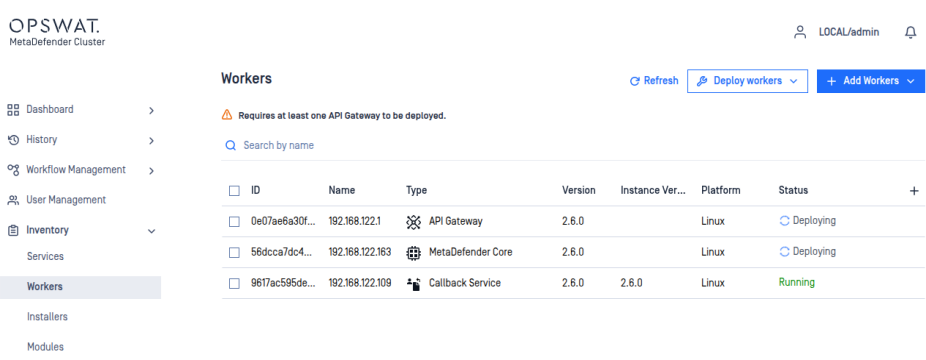 OPSWAT.
MetaDefender Cluster
LOCAL/admin
Workers
Refresh
Deploy workers
+ Add Workers
Requires at least one API Gateway to be deployed.
Search by name
Dashboard
History
Workflow Management
User Management
Inventory
Services
Workers
Installers
Modules
ID Name Type Version Instance Ver... Platform Status +
0e07ae6a30f... 192.168.122.1 API Gateway 2.6.0 Linux Deploying
56dcca7dc4... 192.168.122.163 MetaDefender Core 2.6.0 Linux Deploying
9617ac595de... 192.168.122.109 Callback Service 2.6.0 2.6.0 Linux Running